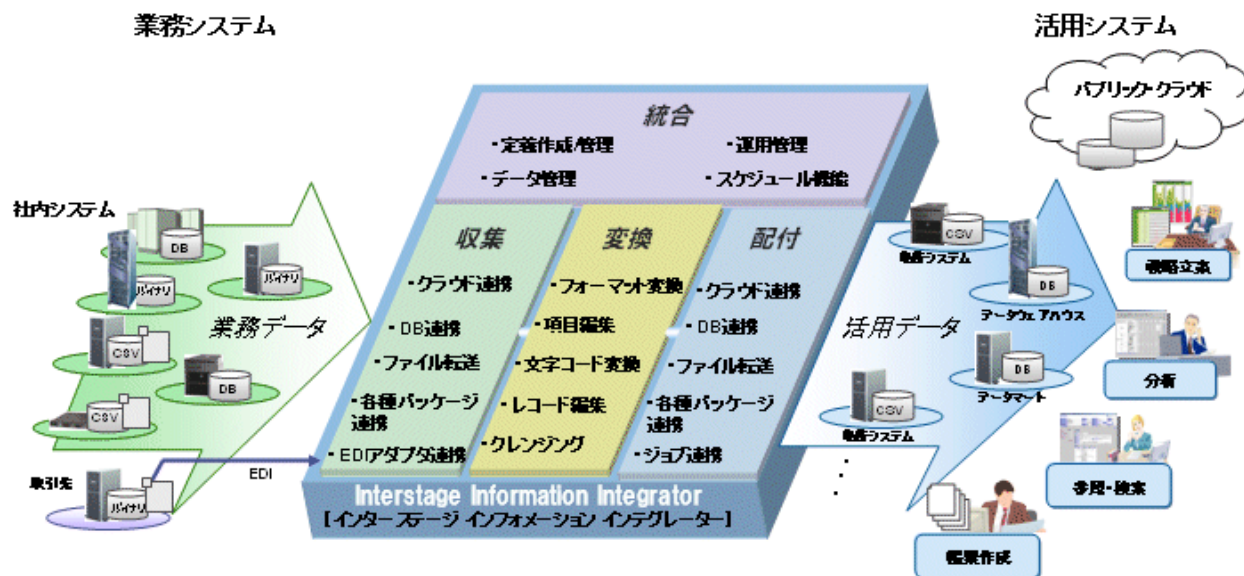 業務システム
活用システム
パブリック・クラウド
統合
・定義作成/管理
・運用管理
・データ管理
・スケジュール機能
社内システム
DB
バイナリ
バイナリ
CSV
DB
CSV
業務データ
取引先
バイナリ
EDI
収集
・クラウド連携
・DB連携
・ファイル転送
・各種パッケージ
連携
・EDIアダプタ連携
変換
・フォーマット変換
・項目編集
・文字コード変換
・レコード編集
・クレンジング
配付
・クラウド連携
・DB連携
・ファイル転送
・各種パッケージ
連携
・ジョブ連携
Interstage Information Integrator
[インターステージ インフォメーション インテグレーター]
活用データ
CSV
業務システム
DB
データウェアハウス
DB
データマート
CSV
業務システム
戦略立案
分析
参照・検索
帳票作成